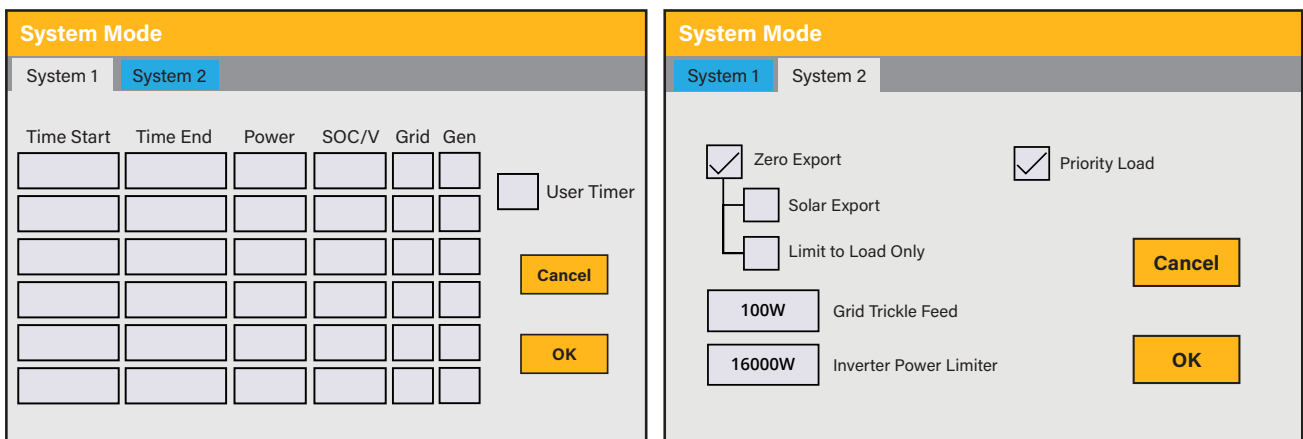 System Mode
System 1 System 2
Time Start Time End Power SOC/V Grid Gen
User Timer
Cancel
OK
System Mode
System 1 System 2
Zero Export
Priority Load
Solar Export
Limit to Load Only
Cancel
100W Grid Trickle Feed
16000W Inverter Power Limiter
OK